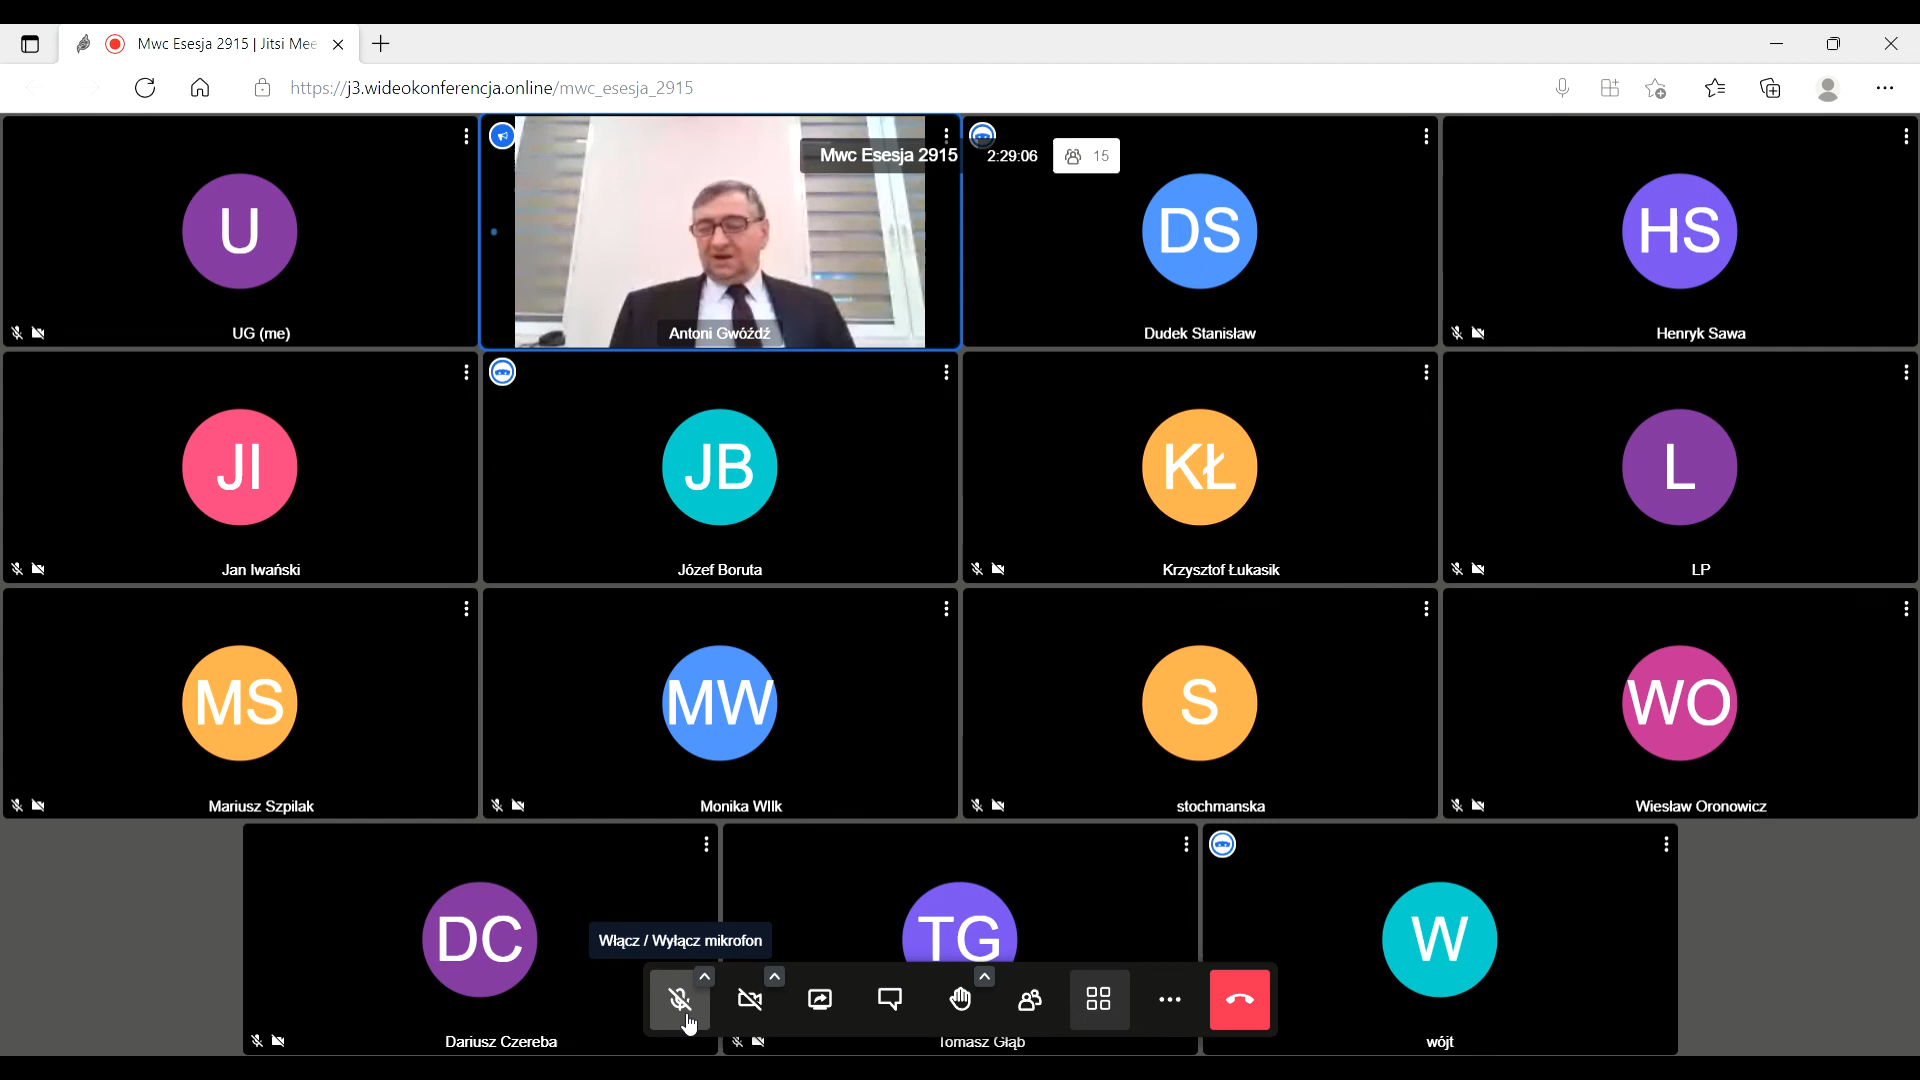 Mwc Esesja 2915 | Jitsi Mee
https://j3.wideokonferencja.online/mwc_esesja_2915
Mwc Esesja 2915 2:29:06 15
U
DS
HS
UG (me)
Antoni Gwóźdź
Dudek Stanisław
Henryk Sawa
JI
JB
KŁ
L
Jan Iwański
Józef Boruta
Krzysztof Łukasik
LP
MS
MW
S
WO
Mariusz Szpilak
Monika WIlk
stochmanska
Wiesław Oronowicz
DC
TG
W
Włącz / Wyłącz mikrofon
Dariusz Czereba
Tomasz Głąb
wójt